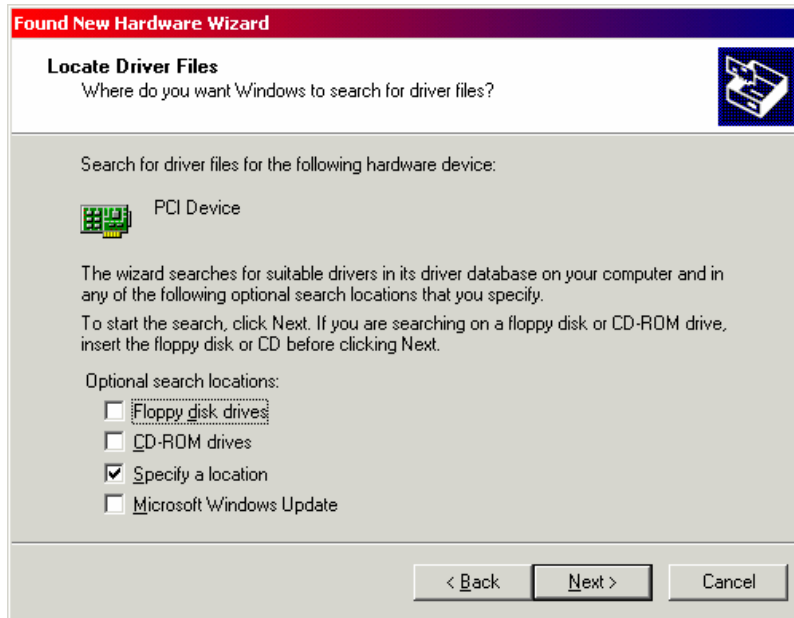 Found New Hardware Wizard
Locate Driver Files
Where do you want Windows to search for driver files?
Search for driver files for the following hardware device:
PCI Device
The wizard searches for suitable drivers in its driver database on your computer and in
any of the following optional search locations that you specify.
To start the search, click Next. If you are searching on a floppy disk or CD-ROM drive,
insert the floppy disk or CD before clicking Next.
Optional search locations:
Floppy disk drives
CD-ROM drives
Specify a location
Microsoft Windows Update
< Back
Next >
Cancel